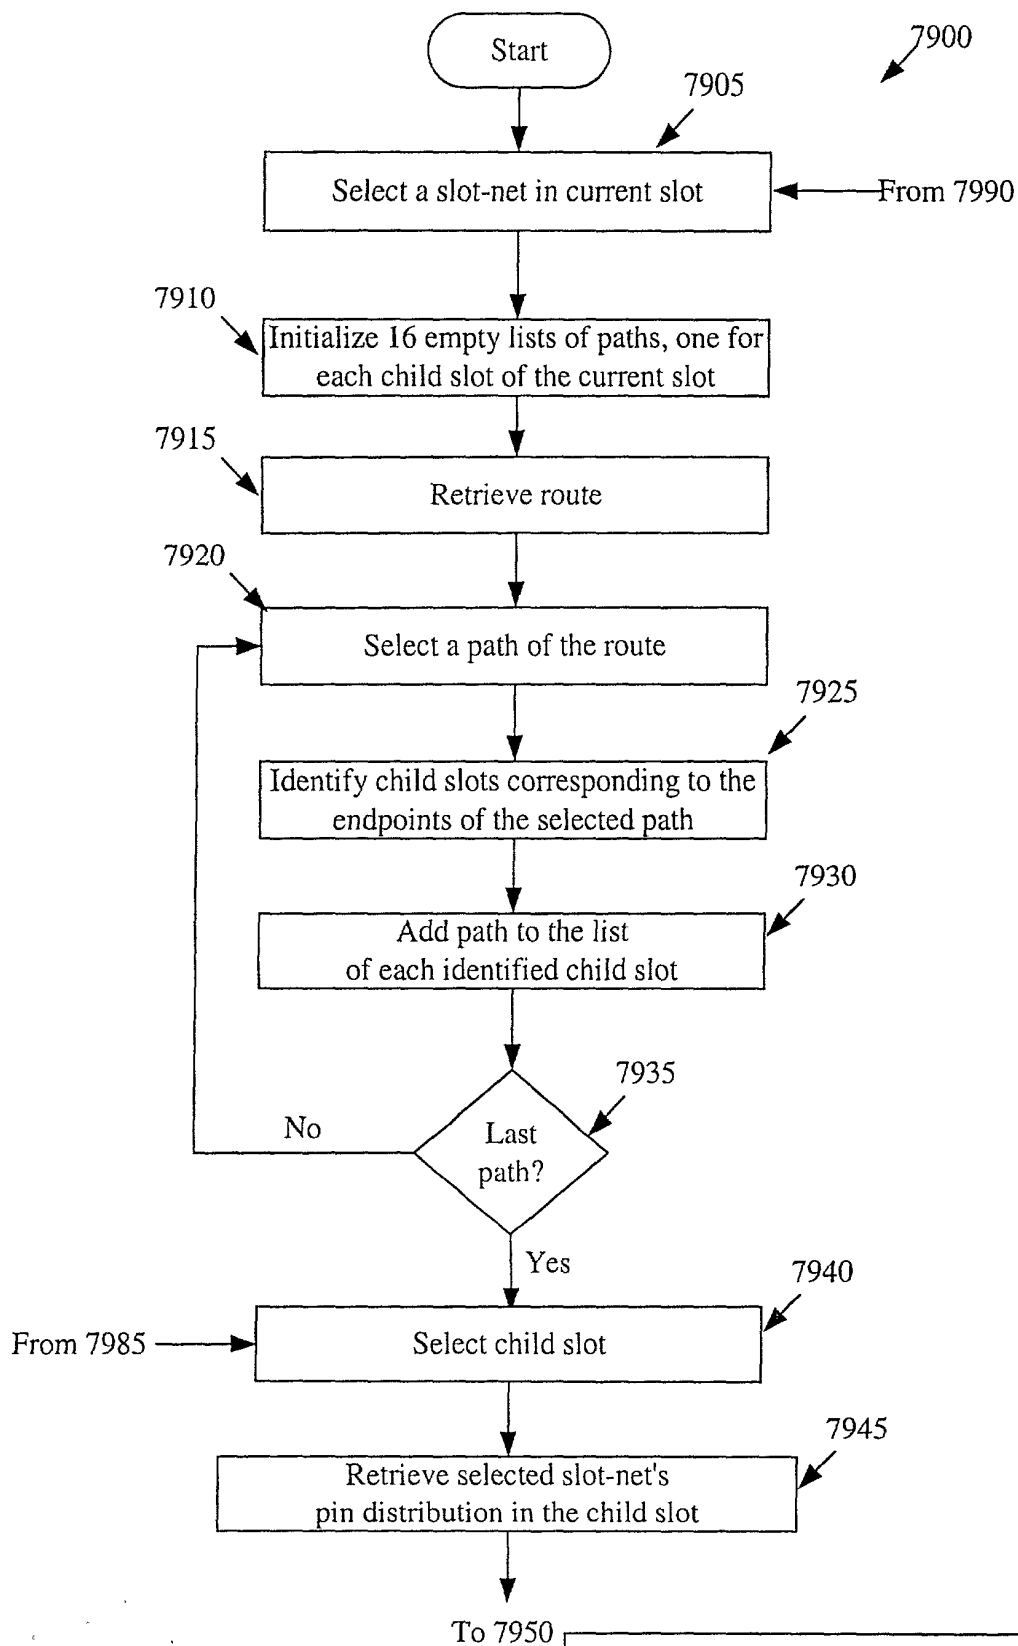 Start
7900
7905
Select a slot-net in current slot
From 7990
7910
Initialize 16 empty lists of paths, one for
each child slot of the current slot
7915
Retrieve route
7920
Select a path of the route
7925
Identify child slots corresponding to the
endpoints of the selected path
7930
Add path to the list
of each identified child slot
7935
Last
path?
No
Yes
7940
From 7985
Select child slot
7945
Retrieve selected slot-net's
pin distribution in the child slot
To 7950